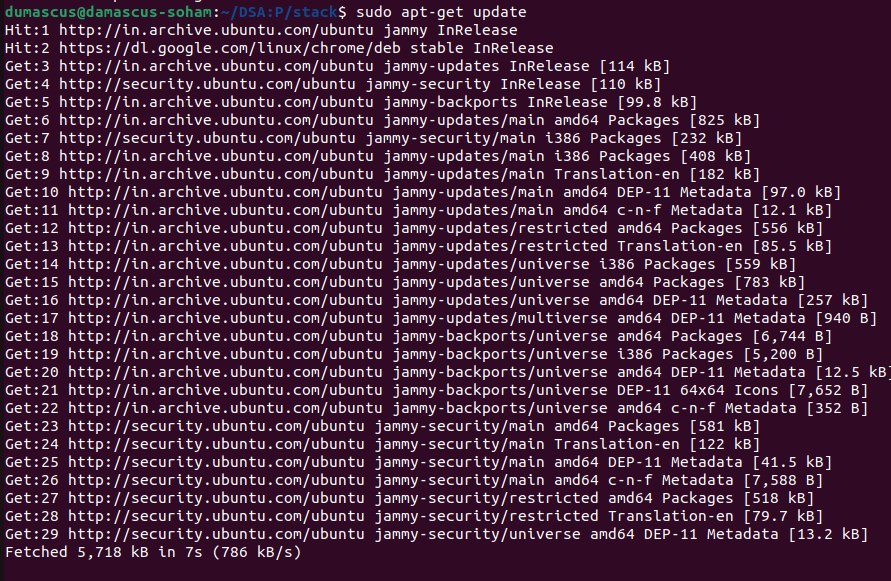 dumascus@damascus-soham:~/DSA:P/stack$ sudo apt-get update
Hit:1 http://in.archive.ubuntu.com/ubuntu jammy InRelease
Hit:2 https://dl.google.com/linux/chrome/deb stable InRelease
Get:3 http://in.archive.ubuntu.com/ubuntu jammy-updates InRelease [114 kB]
Get:4 http://security.ubuntu.com/ubuntu jammy-security InRelease [110 kB]
Get:5 http://in.archive.ubuntu.com/ubuntu jammy-backports InRelease [99.8 kB]
Get:6 http://in.archive.ubuntu.com/ubuntu jammy-updates/main amd64 Packages [825 kB]
Get:7 http://security.ubuntu.com/ubuntu jammy-security/main i386 Packages [232 kB]
Get:8 http://in.archive.ubuntu.com/ubuntu jammy-updates/main i386 Packages [408 kB]
Get:9 http://in.archive.ubuntu.com/ubuntu jammy-updates/main Translation-en [182 kB]
Get:10 http://in.archive.ubuntu.com/ubuntu jammy-updates/main amd64 DEP-11 Metadata [97.0 kB]
Get:11 http://in.archive.ubuntu.com/ubuntu jammy-updates/main amd64 c-n-f Metadata [12.1 kB]
Get:12 http://in.archive.ubuntu.com/ubuntu jammy-updates/restricted amd64 Packages [556 kB]
Get:13 http://in.archive.ubuntu.com/ubuntu jammy-updates/restricted Translation-en [85.5 kB]
Get:14 http://in.archive.ubuntu.com/ubuntu jammy-updates/universe i386 Packages [559 kB]
Get:15 http://in.archive.ubuntu.com/ubuntu jammy-updates/universe amd64 Packages [783 kB]
Get:16 http://in.archive.ubuntu.com/ubuntu jammy-updates/universe amd64 DEP-11 Metadata [257 kB]
Get:17 http://in.archive.ubuntu.com/ubuntu jammy-updates/multiverse amd64 DEP-11 Metadata [940 B]
Get:18 http://in.archive.ubuntu.com/ubuntu jammy-backports/universe amd64 Packages [6,744 B]
Get:19 http://in.archive.ubuntu.com/ubuntu jammy-backports/universe i386 Packages [5,200 B]
Get:20 http://in.archive.ubuntu.com/ubuntu jammy-backports/universe amd64 DEP-11 Metadata [12.5 kB]
Get:21 http://in.archive.ubuntu.com/ubuntu jammy-backports/universe DEP-11 64x64 Icons [7,652 B]
Get:22 http://in.archive.ubuntu.com/ubuntu jammy-backports/universe amd64 c-n-f Metadata [352 B]
Get:23 http://security.ubuntu.com/ubuntu jammy-security/main amd64 Packages [581 kB]
Get:24 http://security.ubuntu.com/ubuntu jammy-security/main Translation-en [122 kB]
Get:25 http://security.ubuntu.com/ubuntu jammy-security/main amd64 DEP-11 Metadata [41.5 kB]
Get:26 http://security.ubuntu.com/ubuntu jammy-security/main amd64 c-n-f Metadata [7,588 B]
Get:27 http://security.ubuntu.com/ubuntu jammy-security/restricted amd64 Packages [518 kB]
Get:28 http://security.ubuntu.com/ubuntu jammy-security/restricted Translation-en [79.7 kB]
Get:29 http://security.ubuntu.com/ubuntu jammy-security/universe amd64 DEP-11 Metadata [13.2 kB]
Fetched 5,718 kB in 7s (786 kB/s)